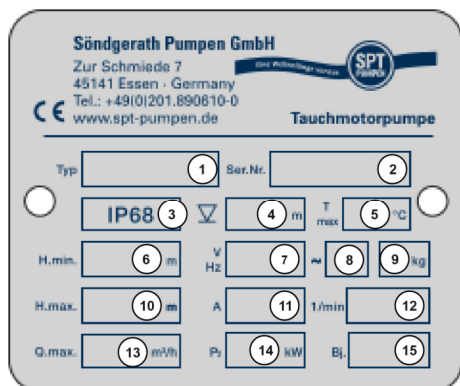 Söndgerath Pumpen GmbH
Zur Schmiede 7
45141 Essen · Germany
Tel.: +49(0)201.890610-0
www.spt-pumpen.de
SPT
PUMPEN
CE
Tauchmotorpumpe
Typ 1 Ser.Nr. 2
IP68 3 4 m T max 5 °C
H.min. 6 m V Hz 7 ~ 8 9 kg
H.max. 10 m A 11 1/min 12
Q.max. 13 m³/h P₂ 14 kW Bj. 15